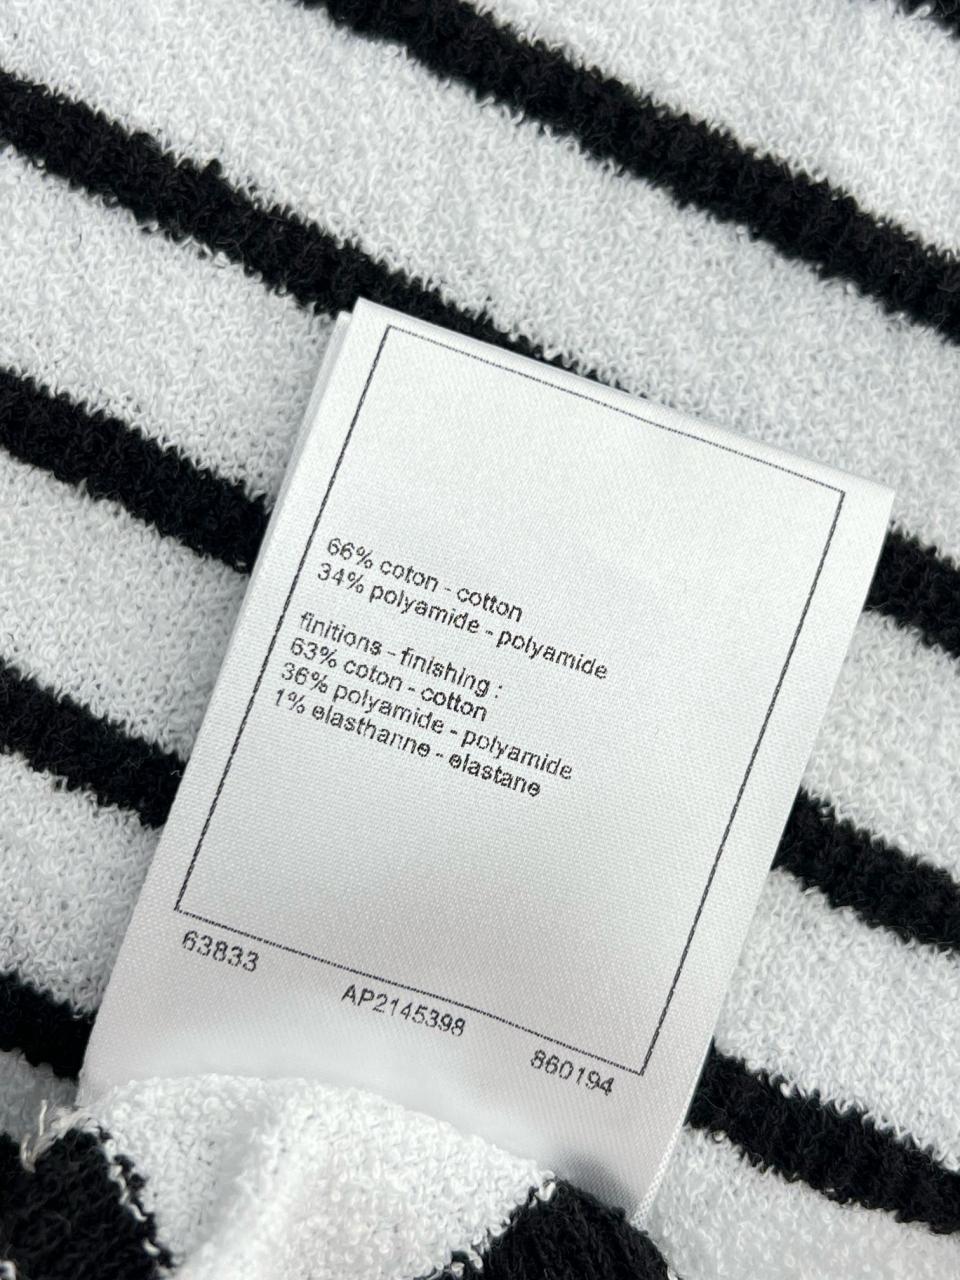 66% coton - cotton
34% polyamide - polyamide
finitions - finishing :
63% coton - cotton
36% polyamide - polyamide
1% elasthanne - elastane
63833
AP2145398
860194